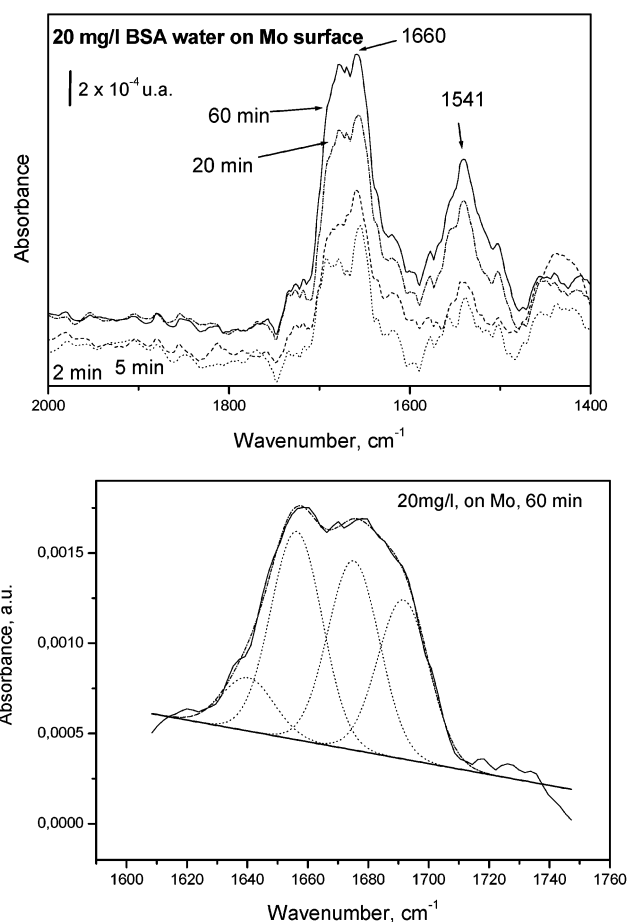 20 mg/l BSA water on Mo surface
1660
2 x 10⁻⁴ u.a.
1541
60 min
20 min
Absorbance
2 min 5 min
2000 1800 1600 1400
Wavenumber, cm⁻¹
20mg/l, on Mo, 60 min
0,0015
0,0010
0,0005
0,0000
Absorbance, a.u.
1600 1620 1640 1660 1680 1700 1720 1740 1760
Wavenumber, cm⁻¹